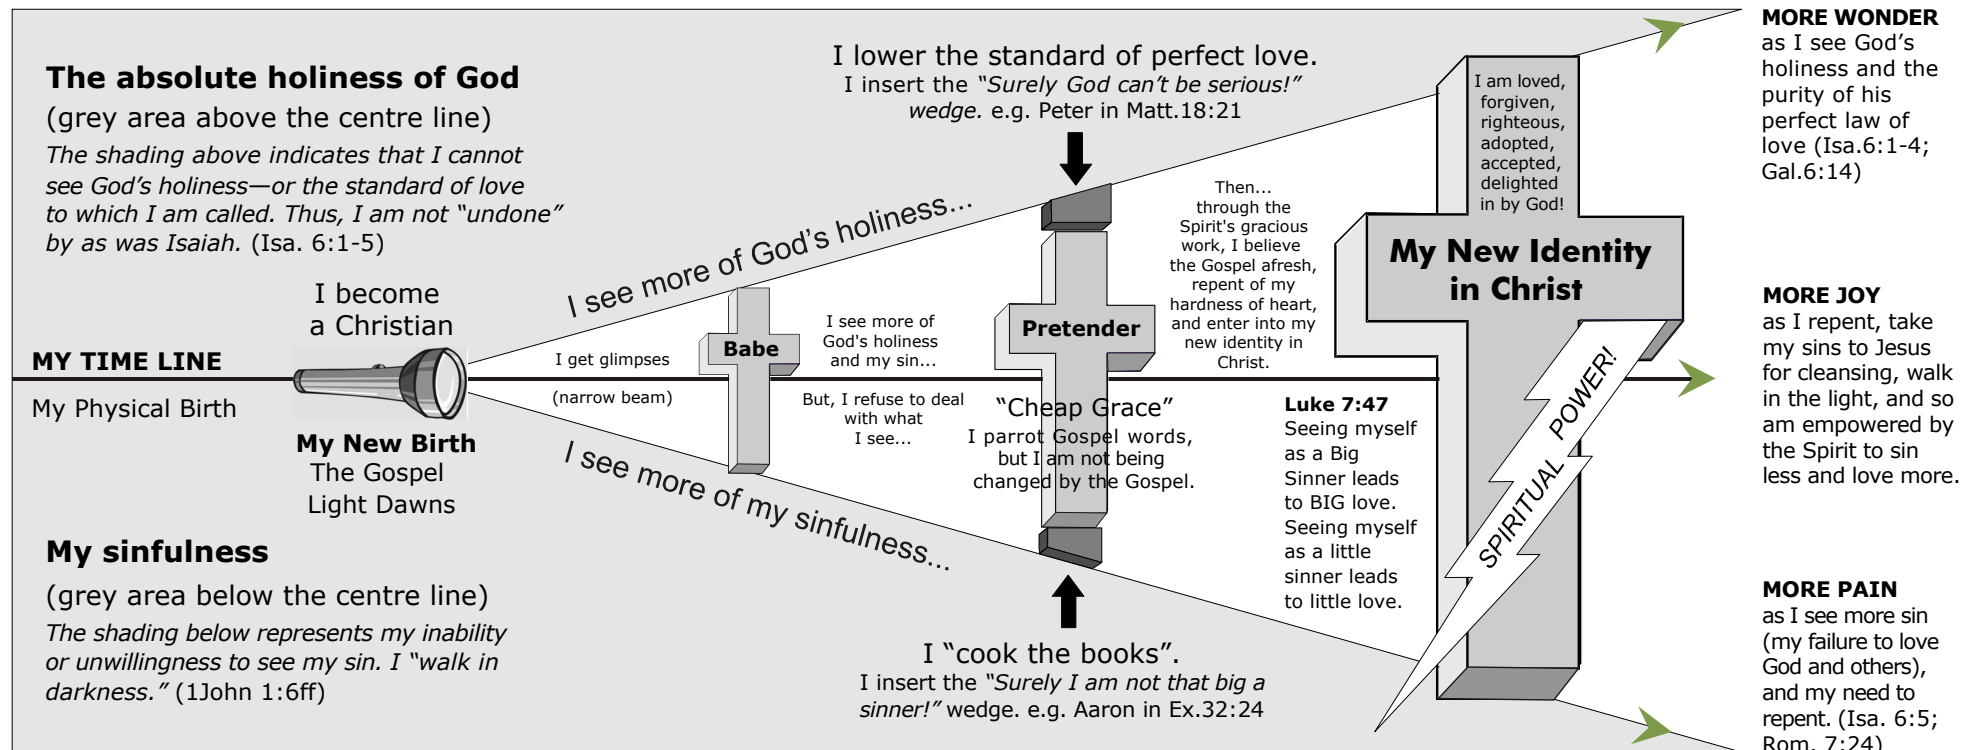 The absolute holiness of God
(grey area above the centre line)
The shading above indicates that I cannot
see God's holiness—or the standard of love
to which I am called. Thus, I am not “undone”
by as was Isaiah. (Isa. 6:1-5)
I become
a Christian
MY TIME LINE
My Physical Birth
My New Birth
The Gospel
Light Dawns
My sinfulness
(grey area below the centre line)
The shading below represents my inability
or unwillingness to see my sin. I “walk in
darkness.” (1John 1:6ff)
I see more of God's holiness...
I get glimpses
(narrow beam)
I see more of my sinfulness...
Babe
I see more of
God's holiness
and my sin...
But, I refuse to deal
with what
I see...
I lower the standard of perfect love.
I insert the “Surely God can't be serious!”
wedge. e.g. Peter in Matt.18:21
Pretender
“Cheap Grace”
I parrot Gospel words,
but I am not being
changed by the Gospel.
I “cook the books”.
I insert the “Surely I am not that big a
sinner!” wedge. e.g. Aaron in Ex.32:24
Then...
through the
Spirit's gracious
work, I believe
the Gospel afresh,
repent of my
hardness of heart,
and enter into my
new identity in
Christ.
Luke 7:47
Seeing myself
as a Big
Sinner leads
to BIG love.
Seeing myself
as a little
sinner leads
to little love.
I am loved,
forgiven,
righteous,
adopted,
accepted,
delighted
in by God!
My New Identity
in Christ
SPIRITUAL POWER!
MORE WONDER
as I see God's
holiness and the
purity of his
perfect law of
love (Isa.6:1-4;
Gal.6:14)
MORE JOY
as I repent, take
my sins to Jesus
for cleansing, walk
in the light, and so
am empowered by
the Spirit to sin
less and love more.
MORE PAIN
as I see more sin
(my failure to love
God and others),
and my need to
repent. (Isa. 6:5;
Rom. 7:24)